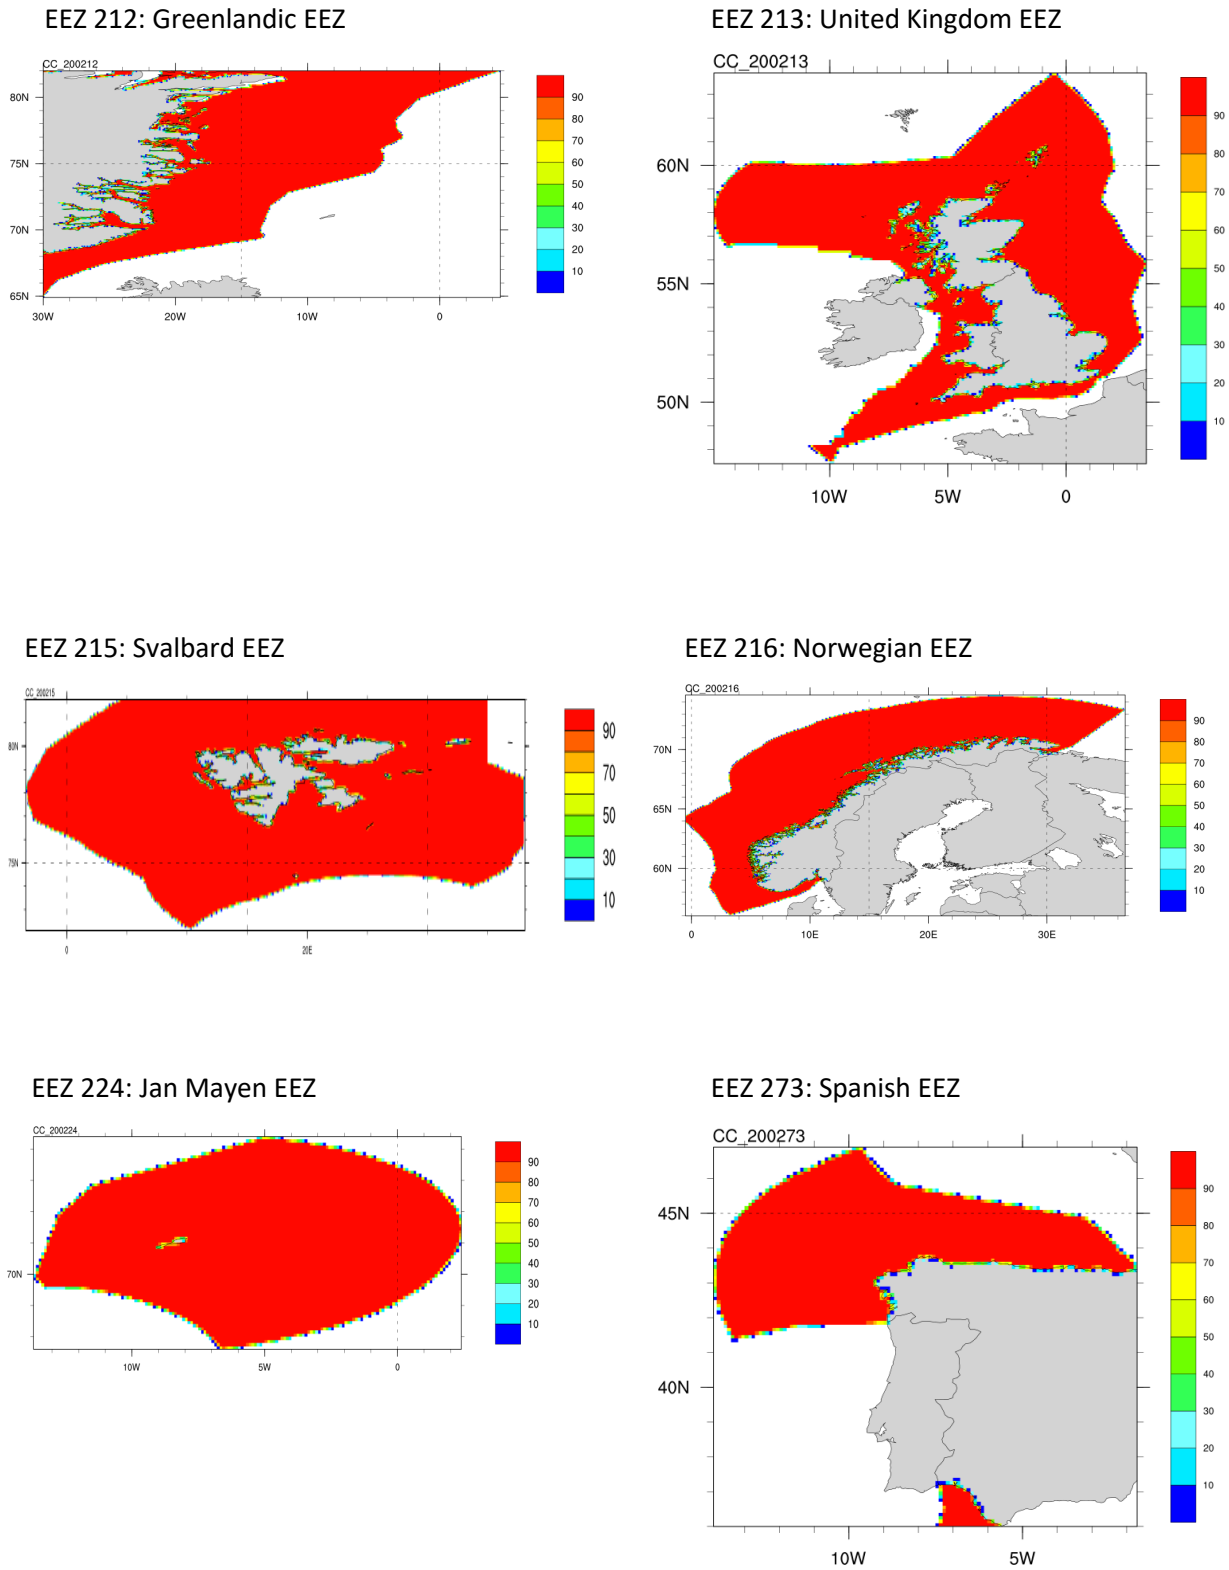 EEZ 212: Greenlandic EEZ
CC_200212
80N
75N
70N
65N
30W 20W 10W 0
90
80
70
60
50
40
30
20
10
EEZ 213: United Kingdom EEZ
CC_200213
60N
55N
50N
10W 5W 0
90
80
70
60
50
40
30
20
10
EEZ 215: Svalbard EEZ
CC_200215
80N
75N
0 20E
90
70
50
30
10
EEZ 216: Norwegian EEZ
CC_200216
70N
65N
60N
0 10E 20E 30E
90
80
70
60
50
40
30
20
10
EEZ 224: Jan Mayen EEZ
CC_200224
70N
10W 5W 0
90
80
70
60
50
40
30
20
10
EEZ 273: Spanish EEZ
CC_200273
45N
40N
10W 5W
90
80
70
60
50
40
30
20
10